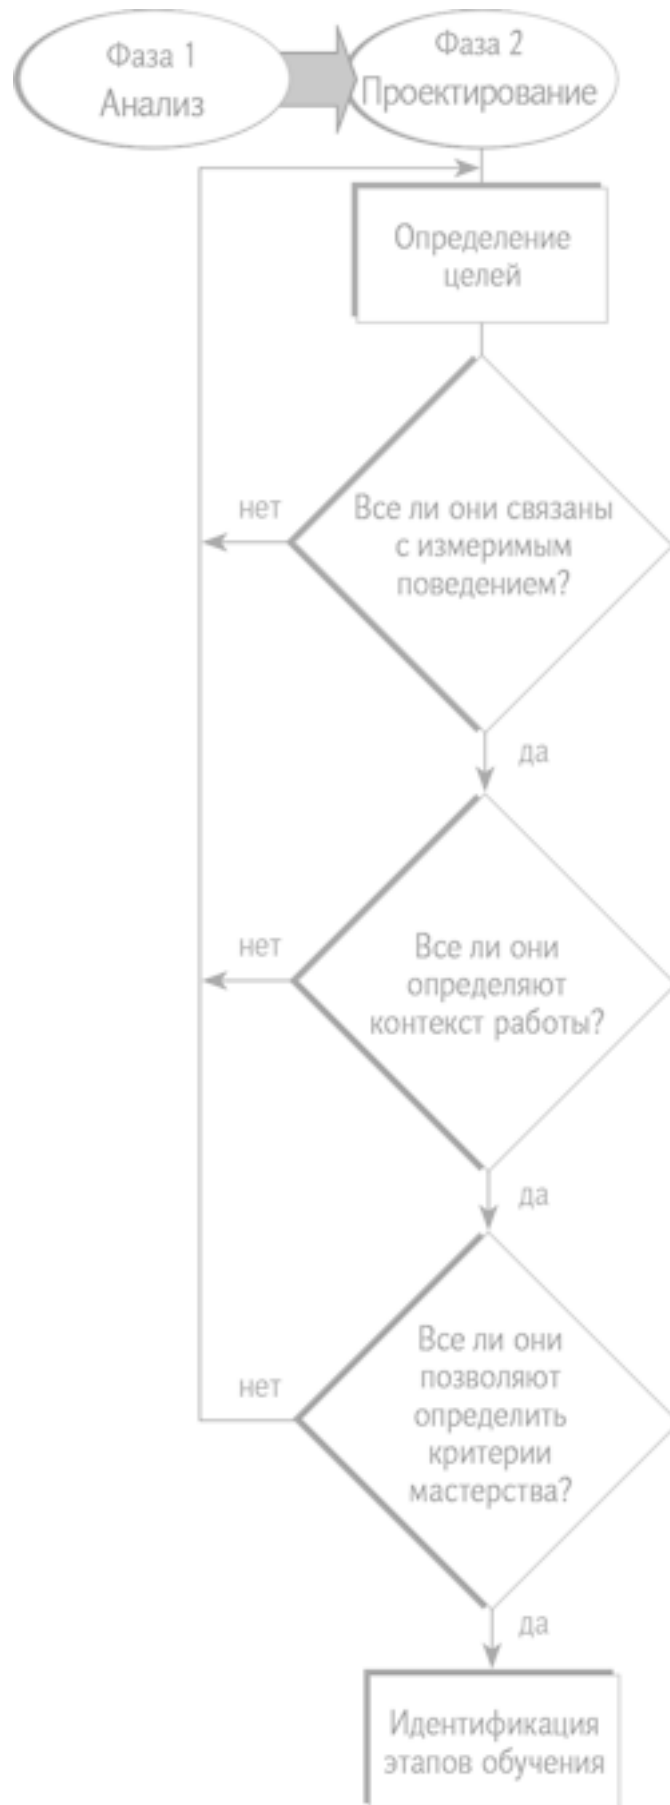 Фаза 1
Анализ
Фаза 2
Проектирование
Определение
целей
Все ли они связаны
с измеримым
поведением?
нет
да
Все ли они
определяют
контекст работы?
нет
да
Все ли они
позволяют
определить
критерии
мастерства?
нет
да
Идентификация
этапов обучения